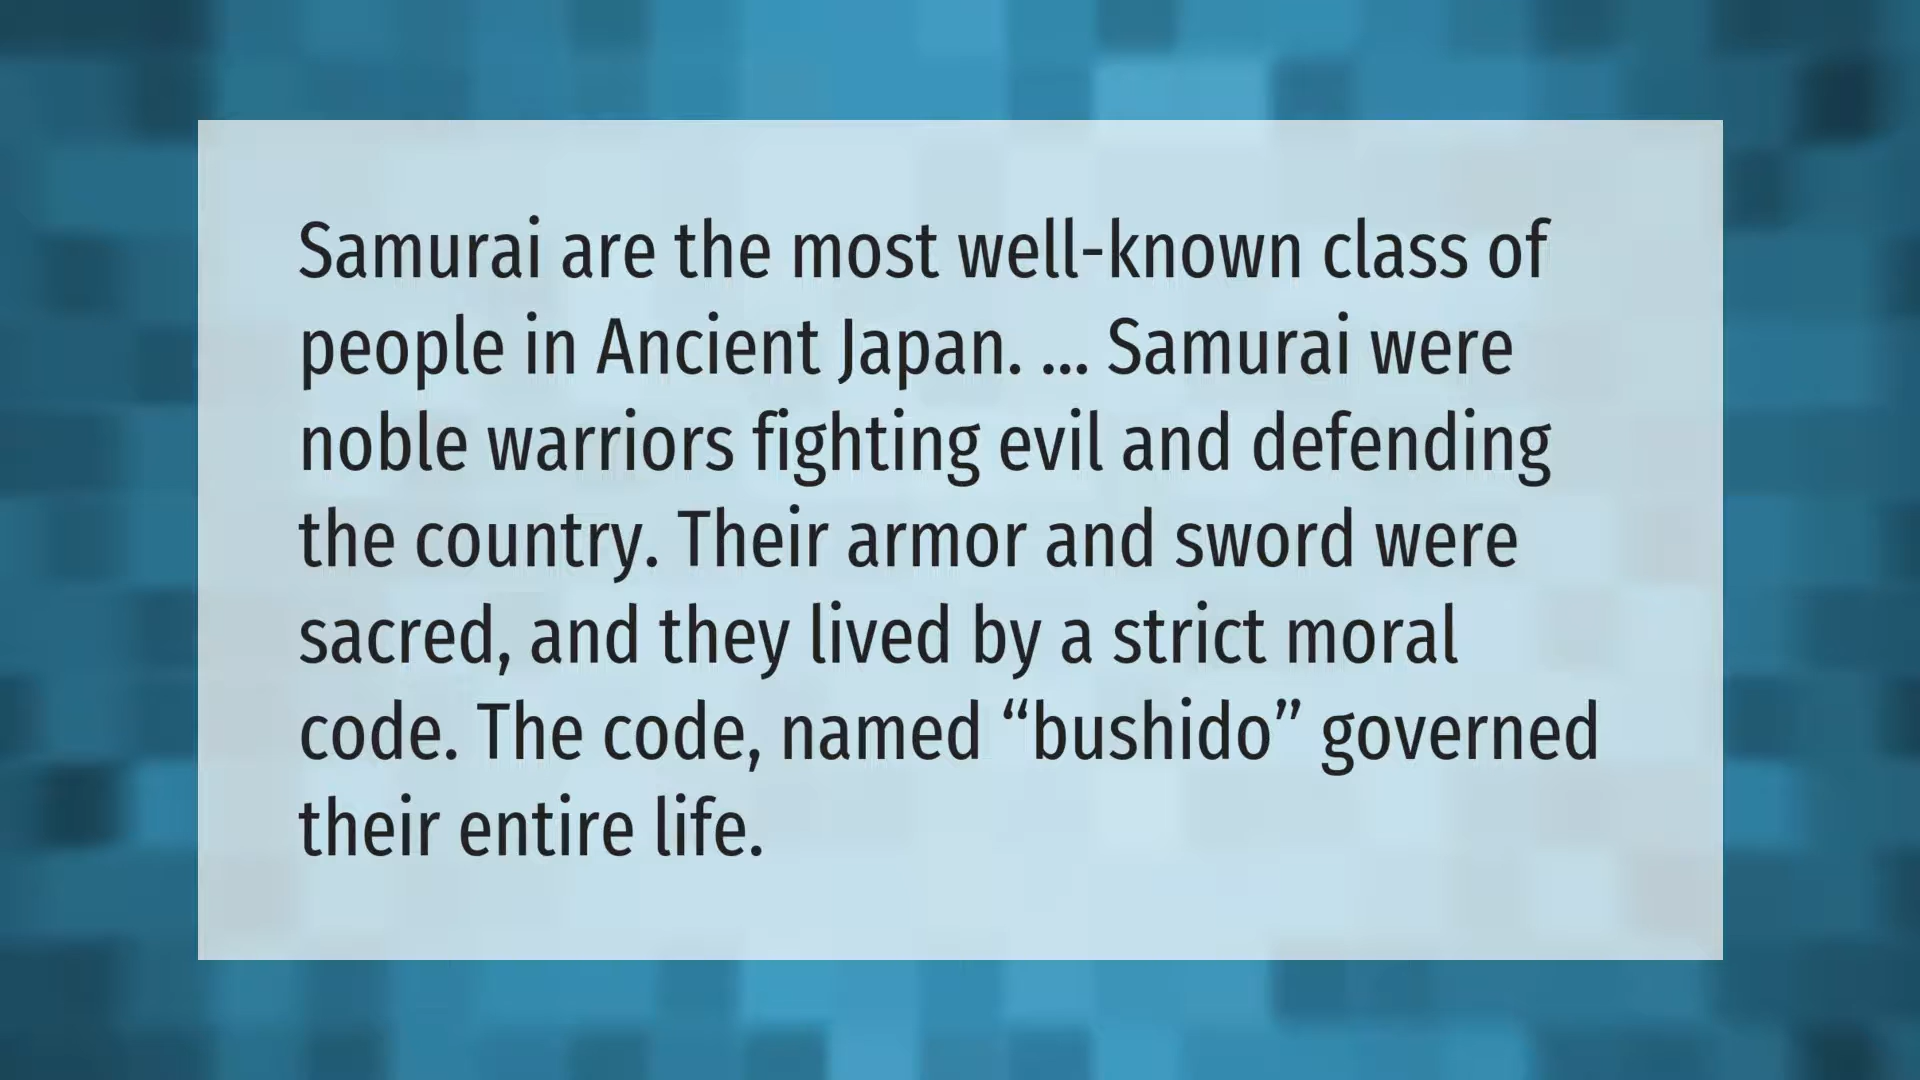 Samurai are the most well-known class of
people in Ancient Japan. ... Samurai were
noble warriors fighting evil and defending
the country. Their armor and sword were
sacred, and they lived by a strict moral
code. The code, named “bushido” governed
their entire life.